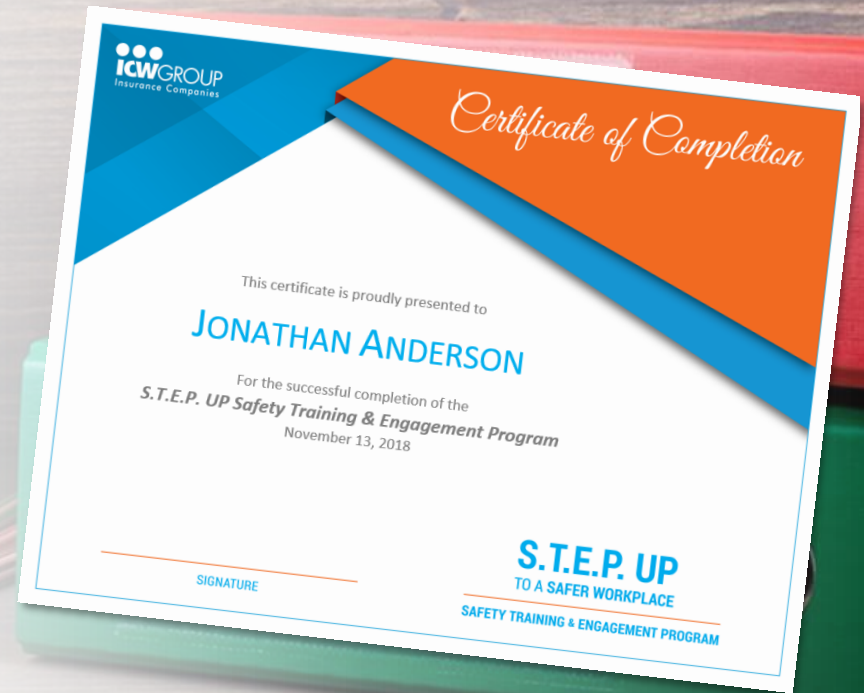 ICWGROUP
Insurance Companies
Certificate of Completion
This certificate is proudly presented to
JONATHAN ANDERSON
For the successful completion of the
S.T.E.P. UP Safety Training & Engagement Program
November 13, 2018
SIGNATURE
S.T.E.P. UP
TO A SAFER WORKPLACE
SAFETY TRAINING & ENGAGEMENT PROGRAM